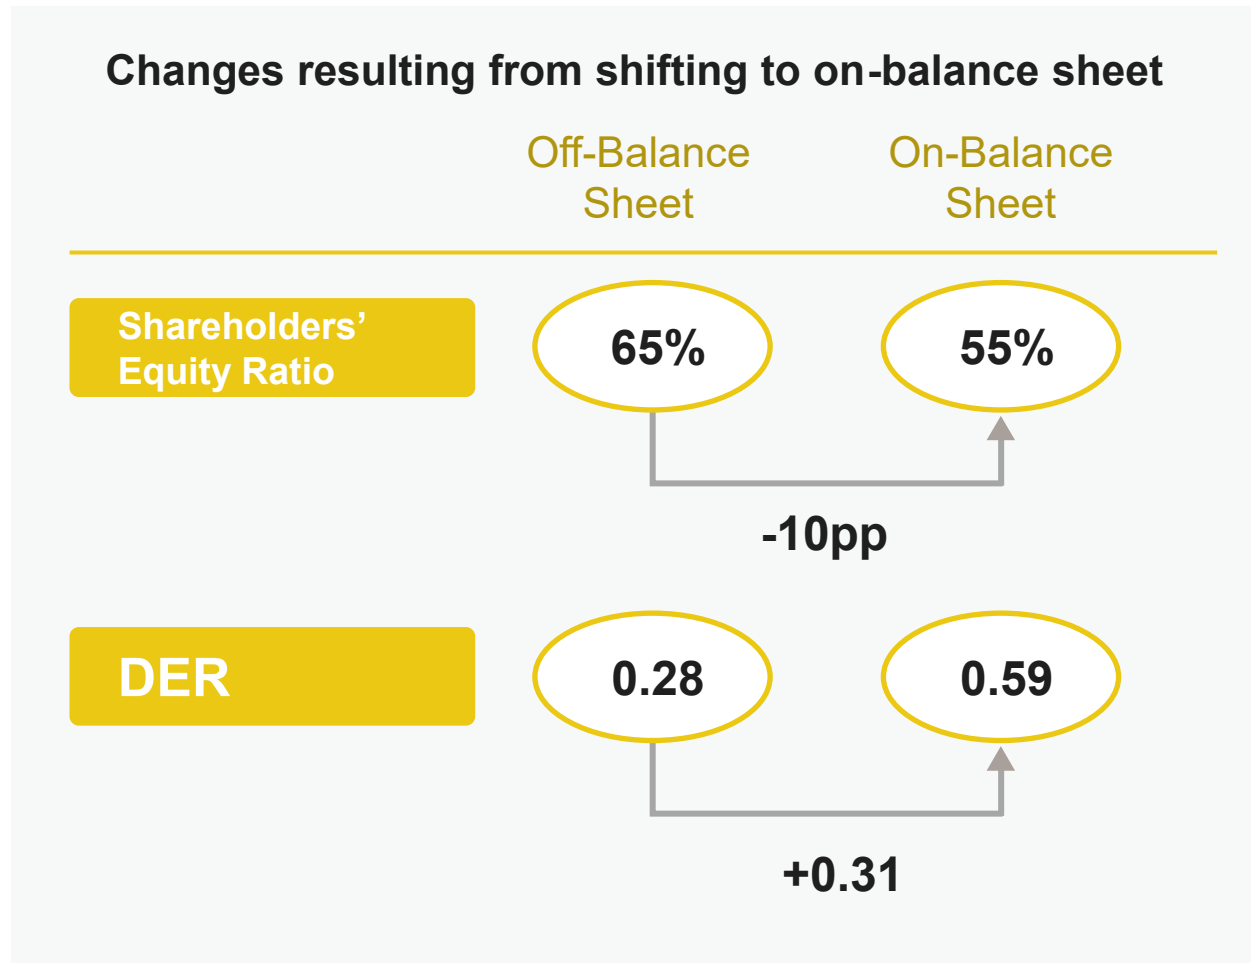 Changes resulting from shifting to on-balance sheet
Off-Balance
Sheet
On-Balance
Sheet
Shareholders’
Equity Ratio
65%
55%
-10pp
DER
0.28
0.59
+0.31